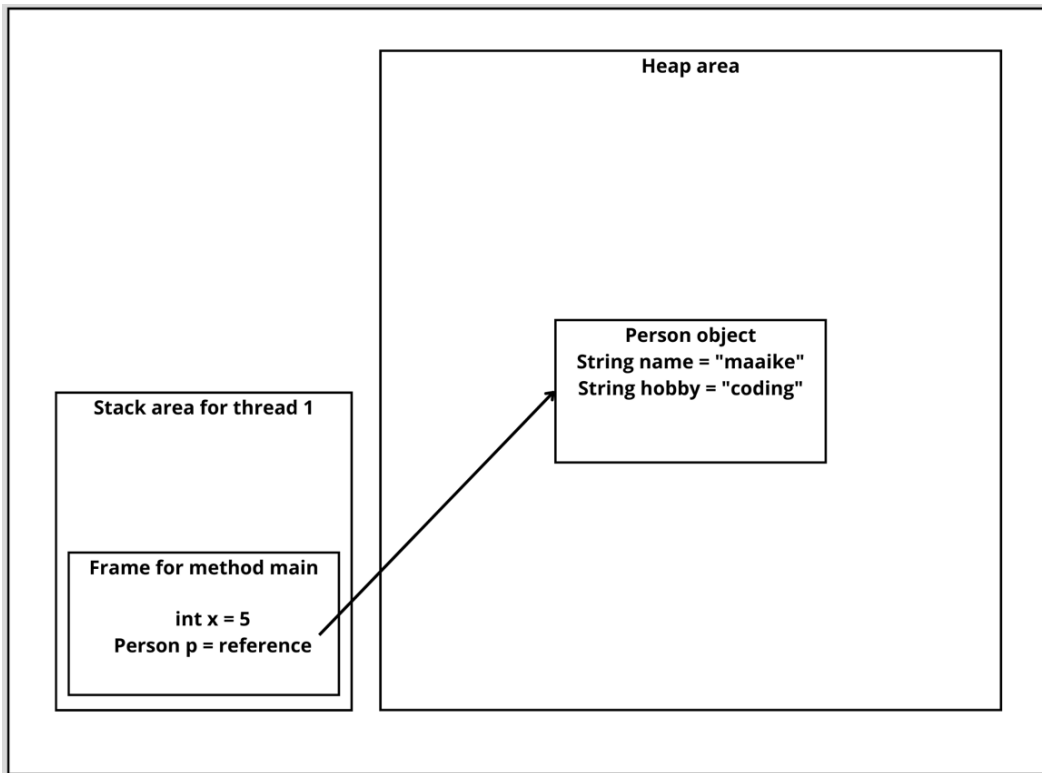 Heap area
Person object
String name = "maaike"
String hobby = "coding"
Stack area for thread 1
Frame for method main
int x = 5
Person p = reference